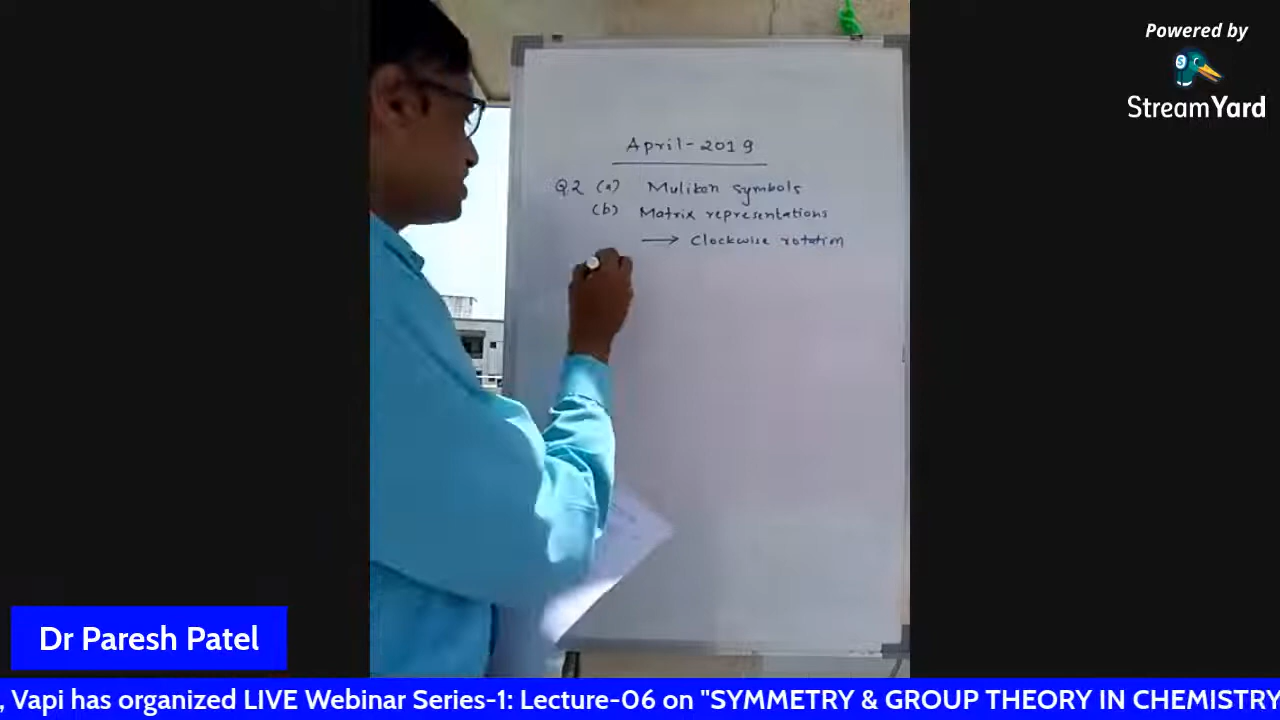 Powered by
StreamYard
April-2019
Q.2 (a) Muliken symbols
(b) Matrix representations
→ Clockwise rotation
Dr Paresh Patel
, Vapi has organized LIVE Webinar Series-1: Lecture-06 on "SYMMETRY & GROUP THEORY IN CHEMISTRY